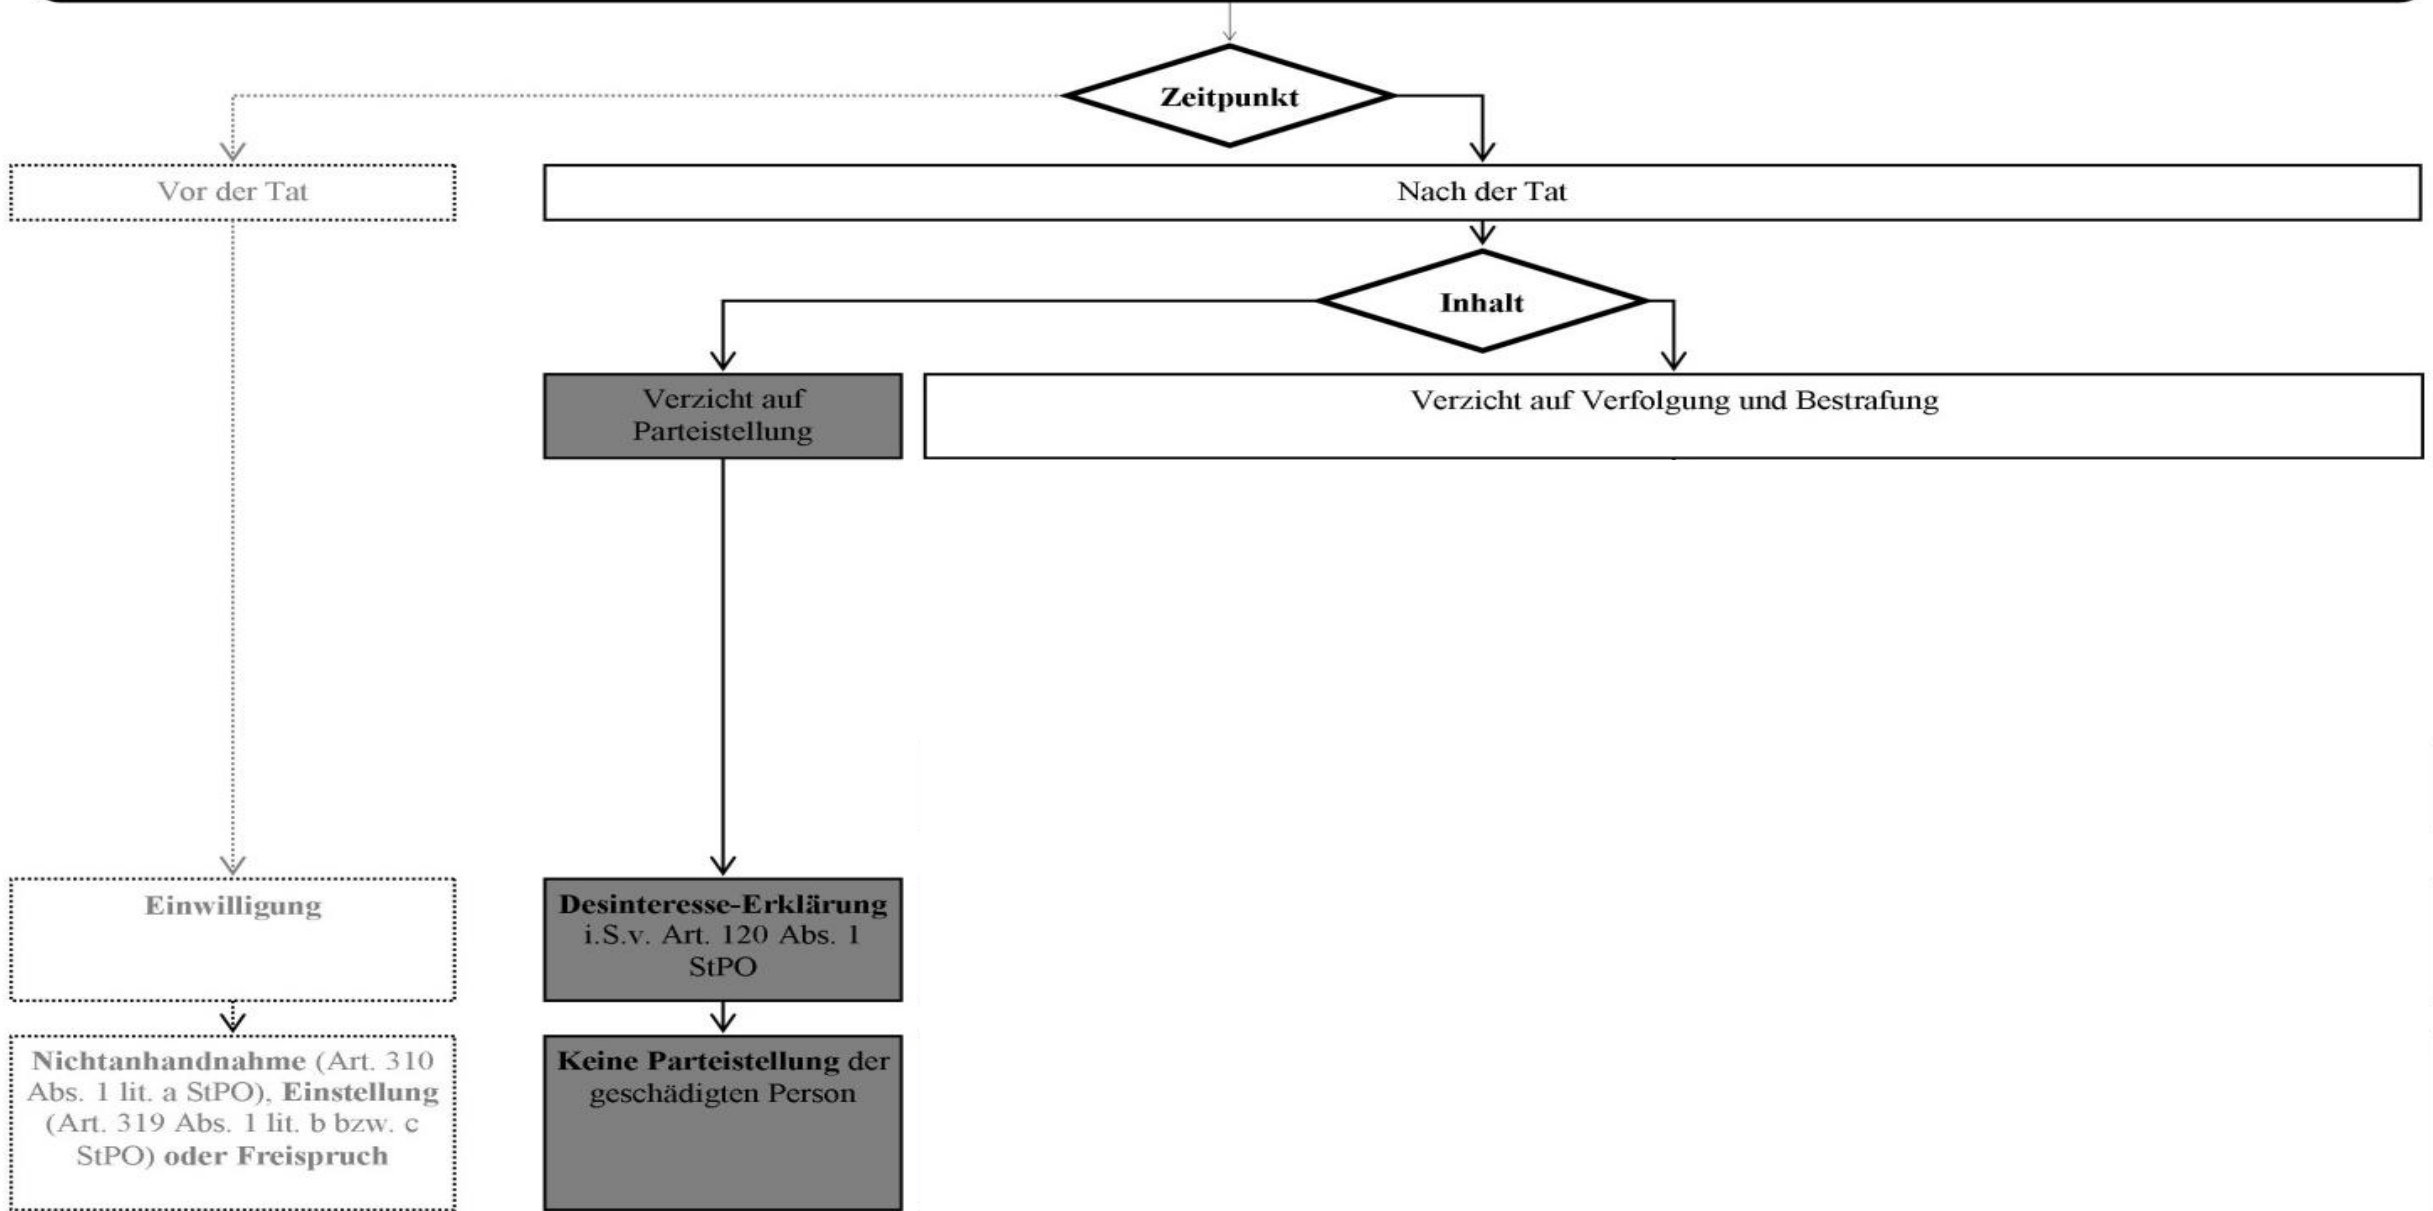 Zeitpunkt
Vor der Tat
Nach der Tat
Inhalt
Verzicht auf
Parteistellung
Verzicht auf Verfolgung und Bestrafung
Einwilligung
Desinteresse-Erklärung
i.S.v. Art. 120 Abs. 1
StPO
Nichtanhandnahme (Art. 310
Abs. 1 lit. a StPO), Einstellung
(Art. 319 Abs. 1 lit. b bzw. c
StPO) oder Freispruch
Keine Parteistellung der
geschädigten Person